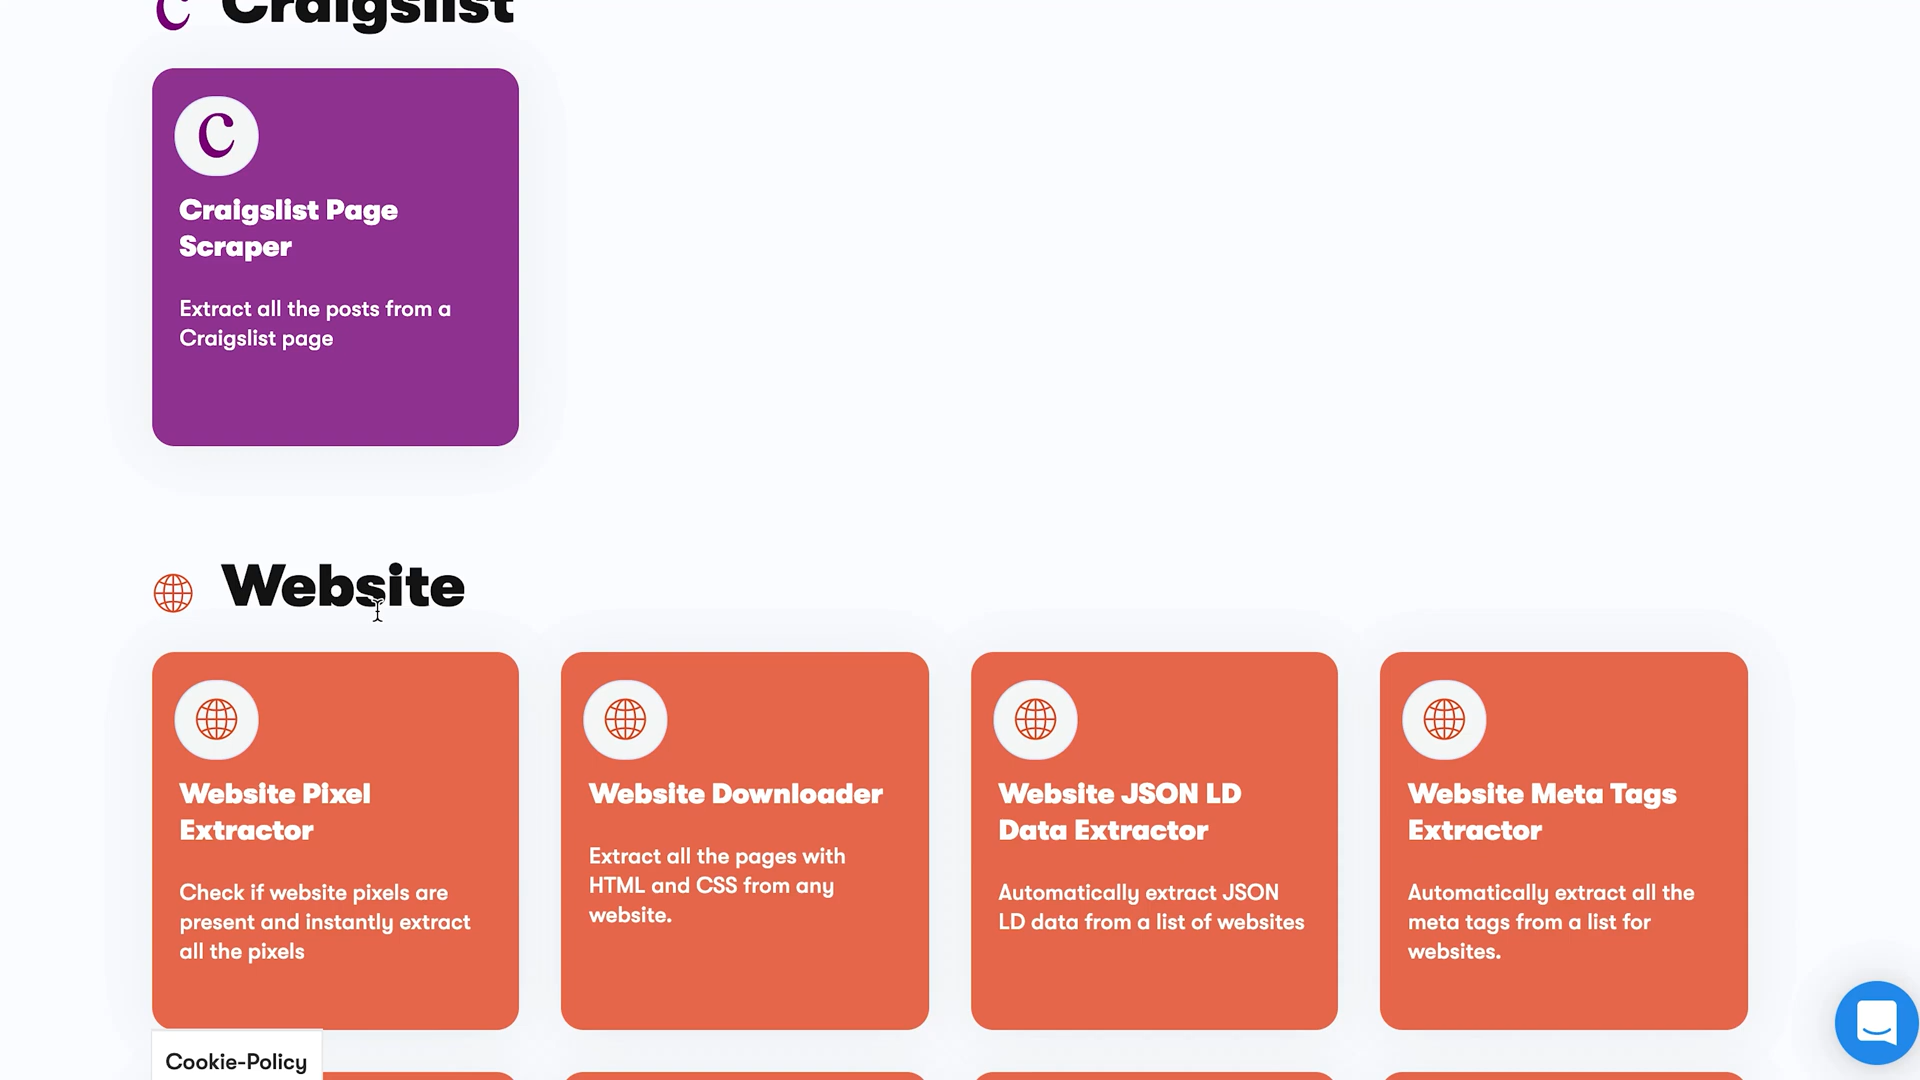 Craigslist
Craigslist Page
Scraper
Extract all the posts from a
Craigslist page
Website
Website Pixel
Extractor
Check if website pixels are
present and instantly extract
all the pixels
Website Downloader
Extract all the pages with
HTML and CSS from any
website.
Website JSON LD
Data Extractor
Automatically extract JSON
LD data from a list of websites
Website Meta Tags
Extractor
Automatically extract all the
meta tags from a list for
websites.
Cookie-Policy